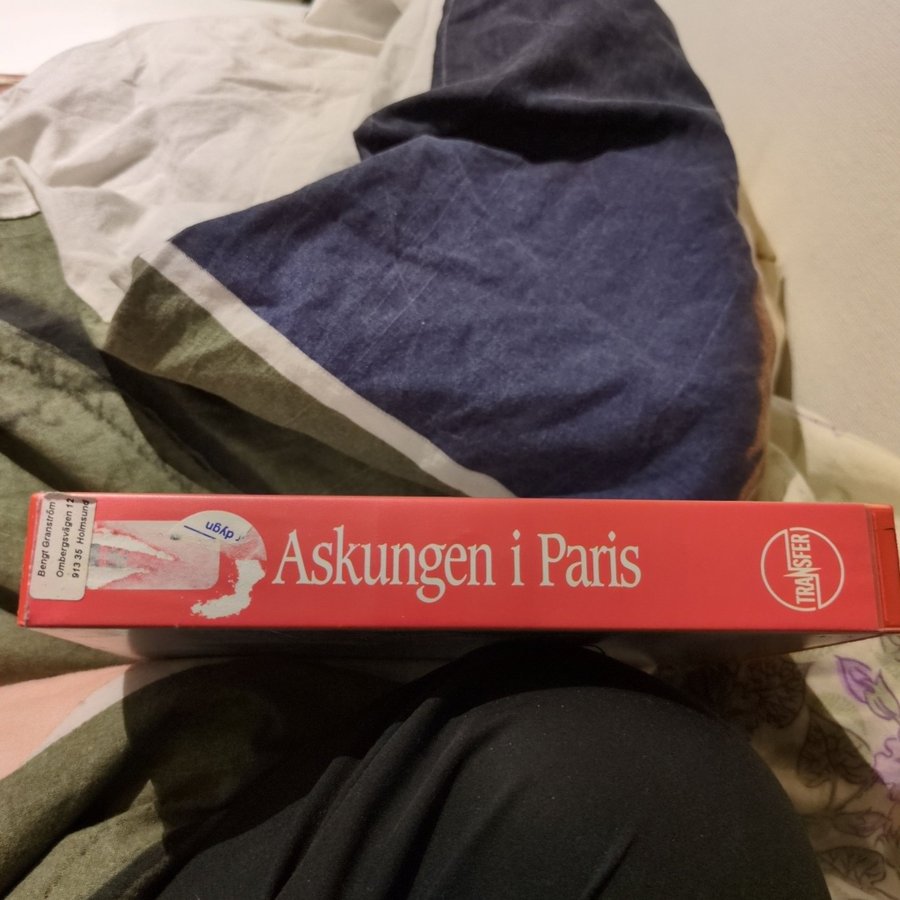 Bengt Granström
Ombergsvägen 12
913 35 Holmsund
dygn
Askungen i Paris
TRANSFER